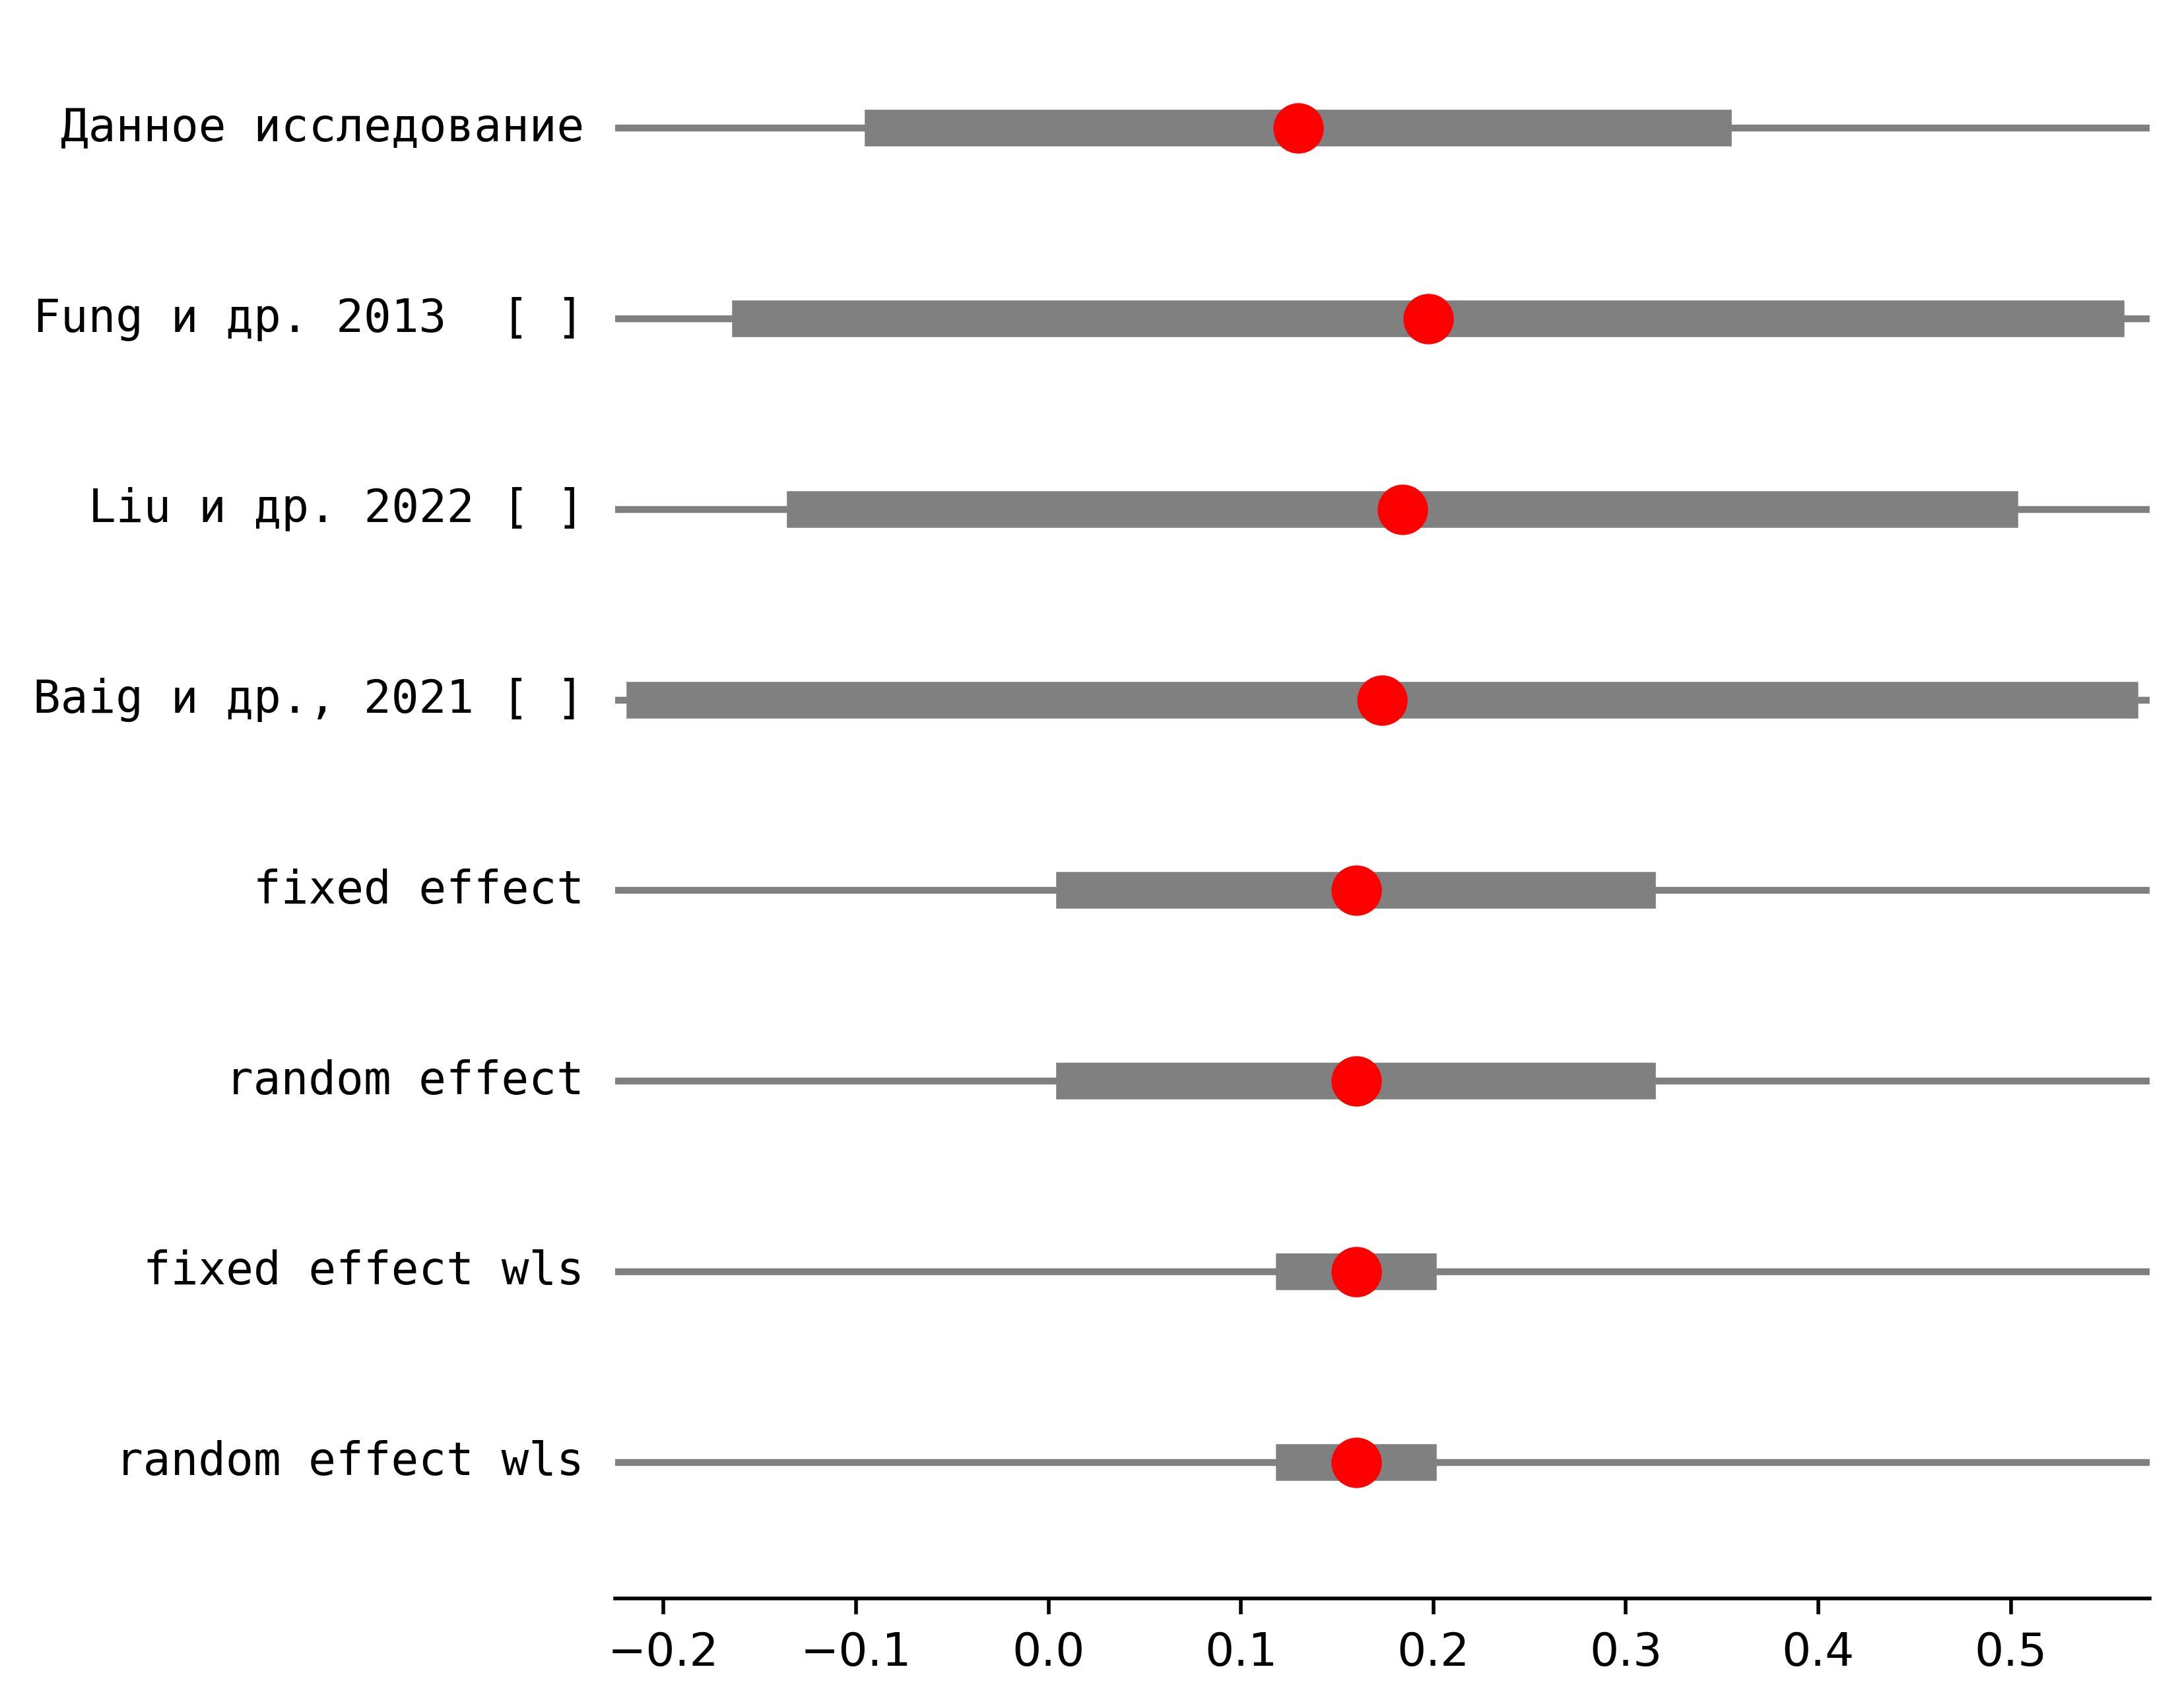 Данное исследование
Fung и др. 2013  [ ]
Liu и др. 2022 [ ]
Baig и др., 2021 [ ]
fixed effect
random effect
fixed effect wls
random effect wls
−0.2 −0.1 0.0 0.1 0.2 0.3 0.4 0.5